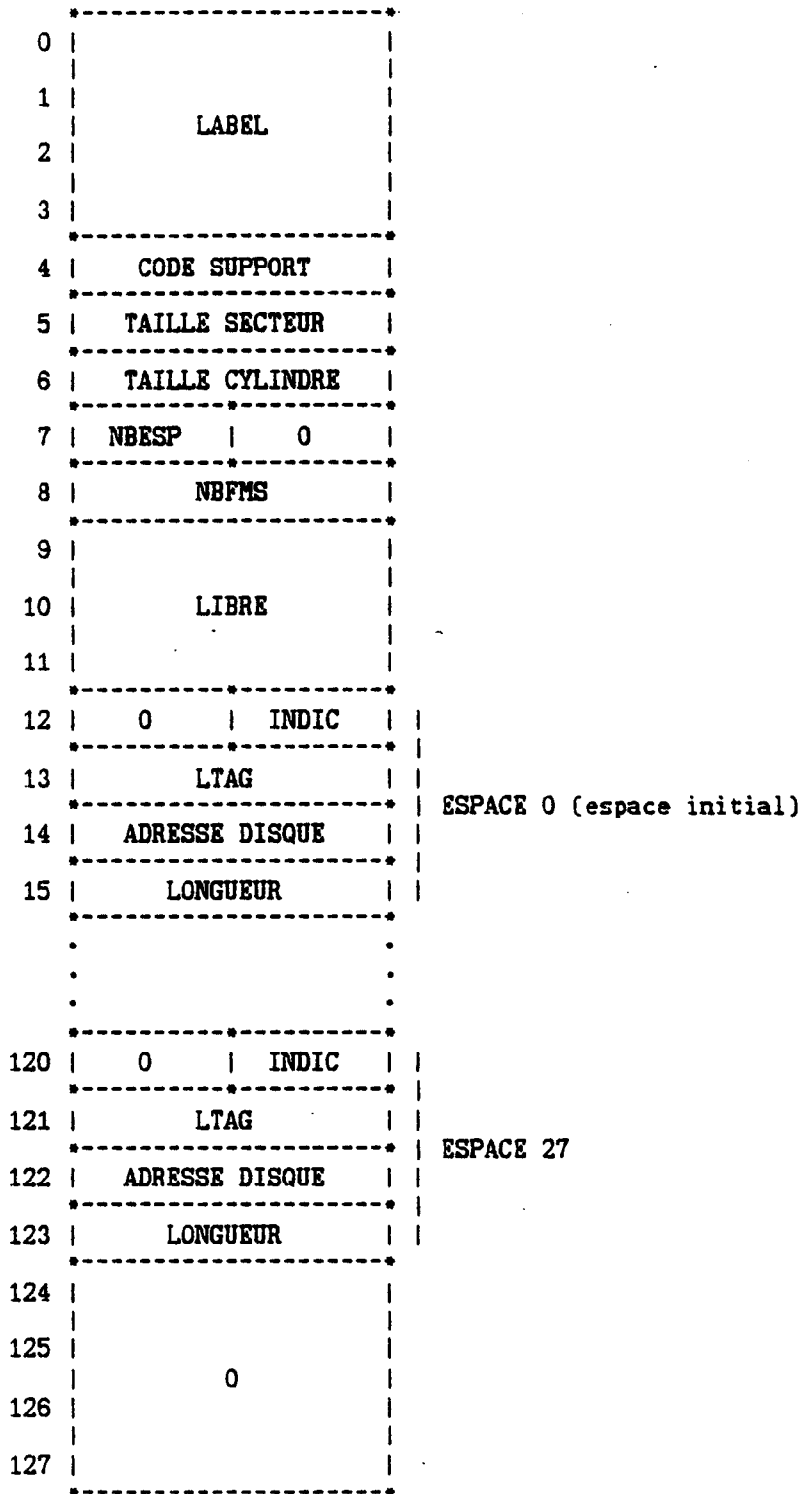 0
1
LABEL
2
3
4 CODE SUPPORT
5 TAILLE SECTEUR
6 TAILLE CYLINDRE
7 NBESP | 0
8 NBFMS
9
10 LIBRE
11
12 0 | INDIC
13 LTAG
ESPACE 0 (espace initial)
14 ADRESSE DISQUE
15 LONGUEUR
.
.
.
120 0 | INDIC
121 LTAG
ESPACE 27
122 ADRESSE DISQUE
123 LONGUEUR
124
125
0
126
127